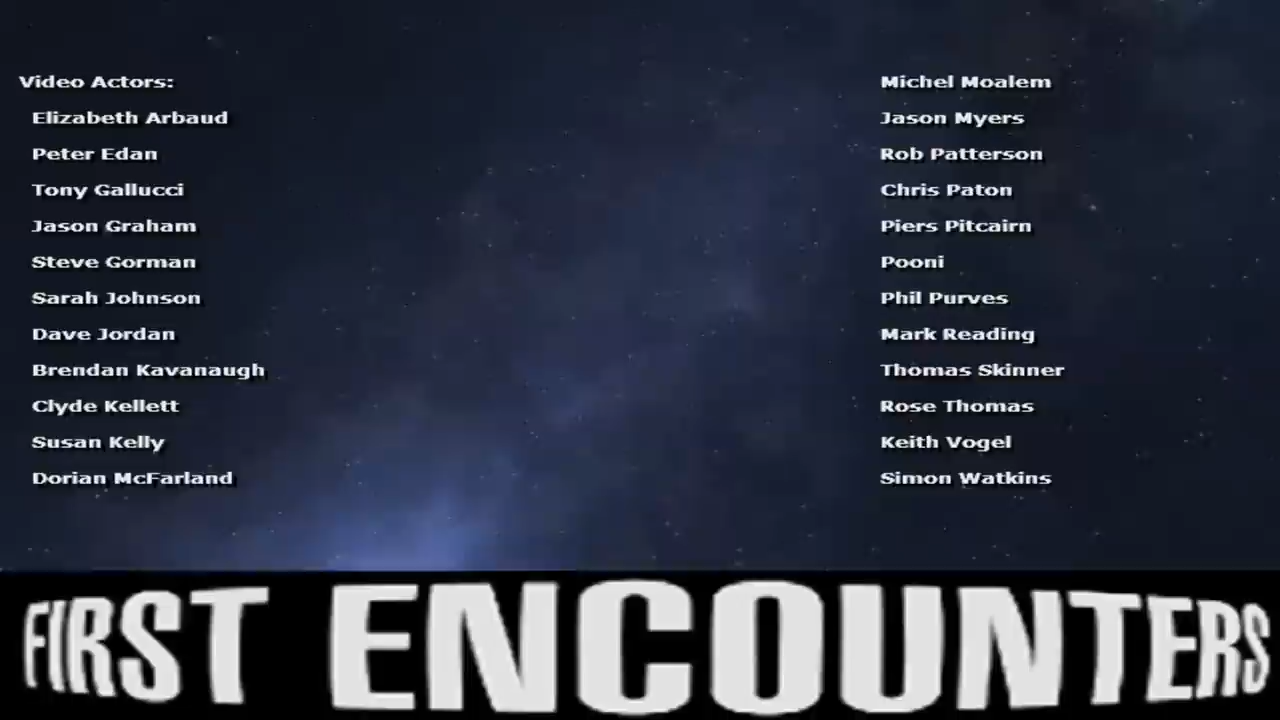 Video Actors:
Elizabeth Arbaud
Peter Edan
Tony Gallucci
Jason Graham
Steve Gorman
Sarah Johnson
Dave Jordan
Brendan Kavanaugh
Clyde Kellett
Susan Kelly
Dorian McFarland
Michel Moalem
Jason Myers
Rob Patterson
Chris Paton
Piers Pitcairn
Pooni
Phil Purves
Mark Reading
Thomas Skinner
Rose Thomas
Keith Vogel
Simon Watkins
FIRST ENCOUNTERS